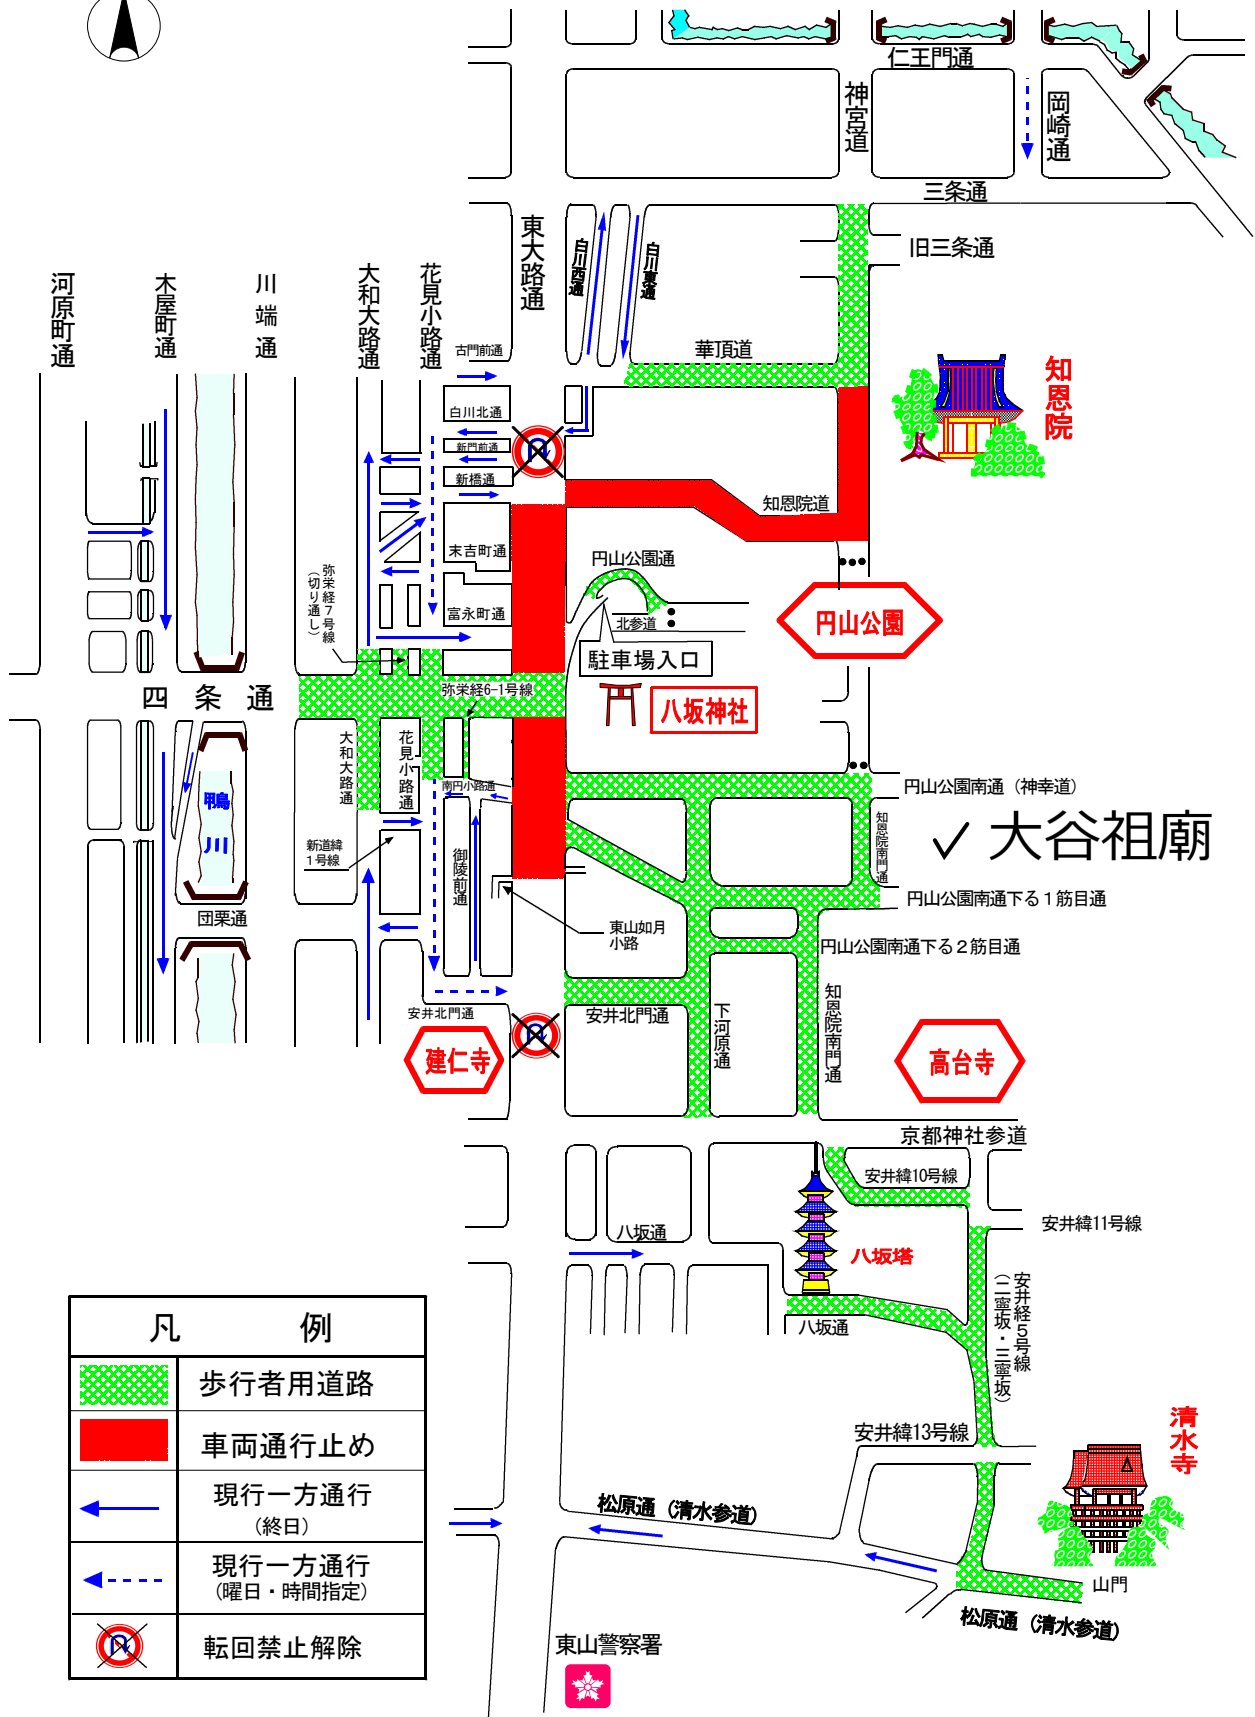 仁王門通
神宮道
岡崎通
三条通
東大路通
白川西通
白川東通
旧三条通
河原町通
木屋町通
川端通
大和大路通
花見小路通
古門前通
華頂道
知恩院
白川北通
新門前通
新橋通
知恩院道
末吉町通
円山公園通
弥栄経7号線
(切り通し)
富永町通
北参道
円山公園
駐車場入口
四条通
弥栄経6-1号線
八坂神社
大和大路通
花見小路通
南円小路通
円山公園南通(神幸道)
鴨川
新道緯
1号線
御陵前通
知恩院南門通
✓大谷祖廟
円山公園南通下る1筋目通
団栗通
東山如月
小路
円山公園南通下る2筋目通
安井北門通
安井北門通
下河原通
知恩院南門通
建仁寺
高台寺
京都神社参道
安井緯10号線
八坂通
安井緯11号線
八坂塔
安井経5号線
(二寧坂・三寧坂)
八坂通
安井緯13号線
清水寺
松原通(清水参道)
山門
松原通(清水参道)
東山警察署
凡例
歩行者用道路
車両通行止め
現行一方通行
(終日)
現行一方通行
(曜日・時間指定)
転回禁止解除